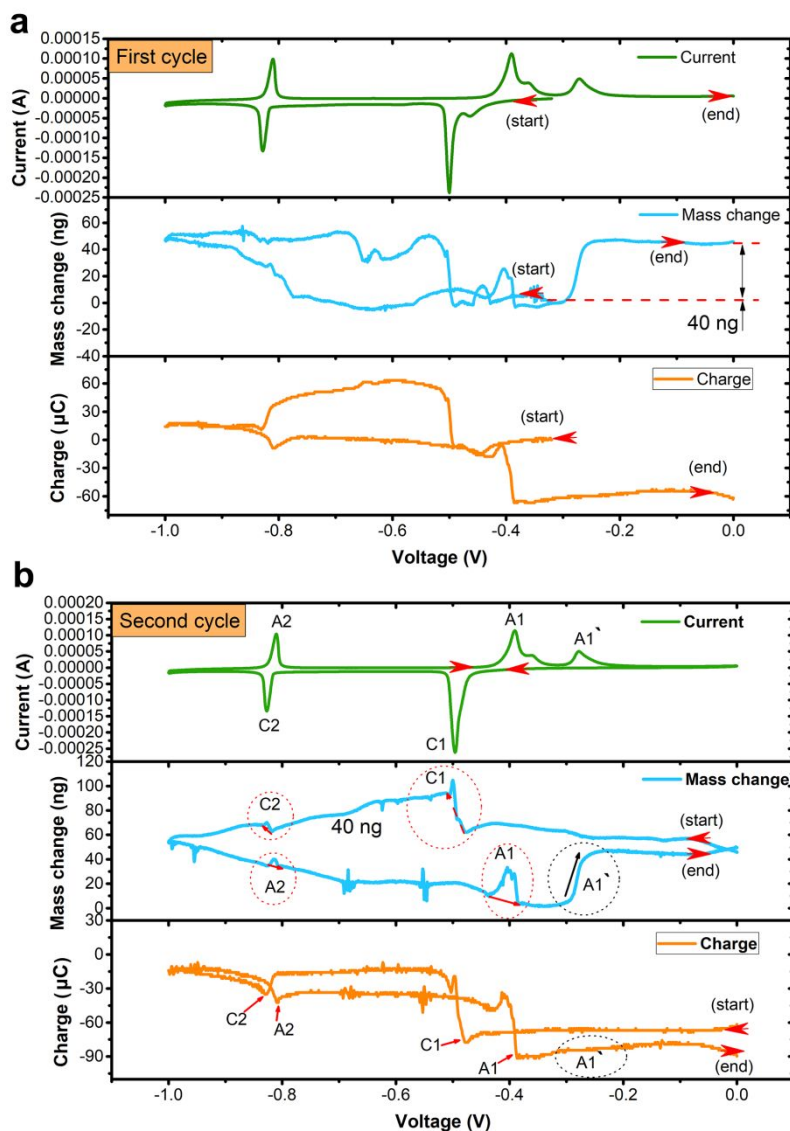 a
First cycle
Current
(start)
(end)
Current (A)
0.00015
0.00010
0.00005
0.00000
-0.00005
-0.00010
-0.00015
-0.00020
-0.00025
Mass change
(start)
(end)
40 ng
Mass change (ng)
60
40
20
0
-20
-40
Charge
(start)
(end)
Charge (µC)
60
30
0
-30
-60
-1.0 -0.8 -0.6 -0.4 -0.2 0.0
Voltage (V)
b
Second cycle
Current
A2
A1
A1`
C2
C1
Current (A)
0.00020
0.00015
0.00010
0.00005
0.00000
-0.00005
-0.00010
-0.00015
-0.00020
-0.00025
Mass change
C2
40 ng
C1
(start)
A2
A1
A1`
(end)
Mass change (ng)
120
100
80
60
40
20
0
Charge
C2
A2
C1
A1
A1`
(start)
(end)
Charge (µC)
30
0
-30
-60
-90
-1.0 -0.8 -0.6 -0.4 -0.2 0.0
Voltage (V)